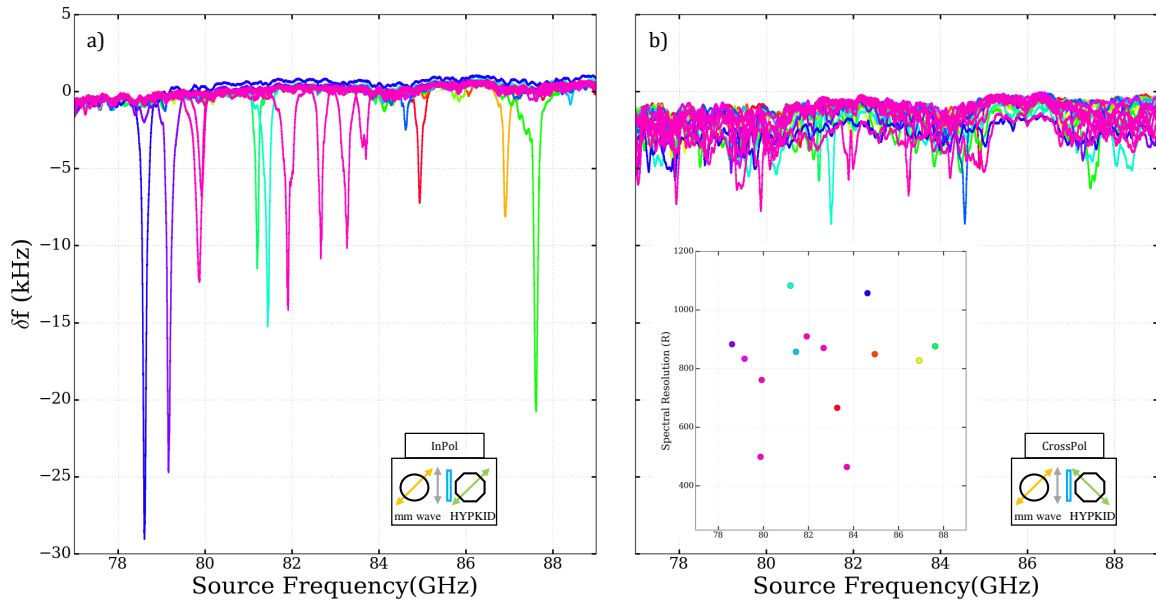 a)
5
0
−5
−10
−15
−20
−25
−30
δf (kHz)
78 80 82 84 86 88
Source Frequency(GHz)
InPol
mm wave HYPKID
b)
1200
1000
800
600
400
Spectral Resolution (R)
78 80 82 84 86 88
CrossPol
mm wave HYPKID
78 80 82 84 86 88
Source Frequency(GHz)